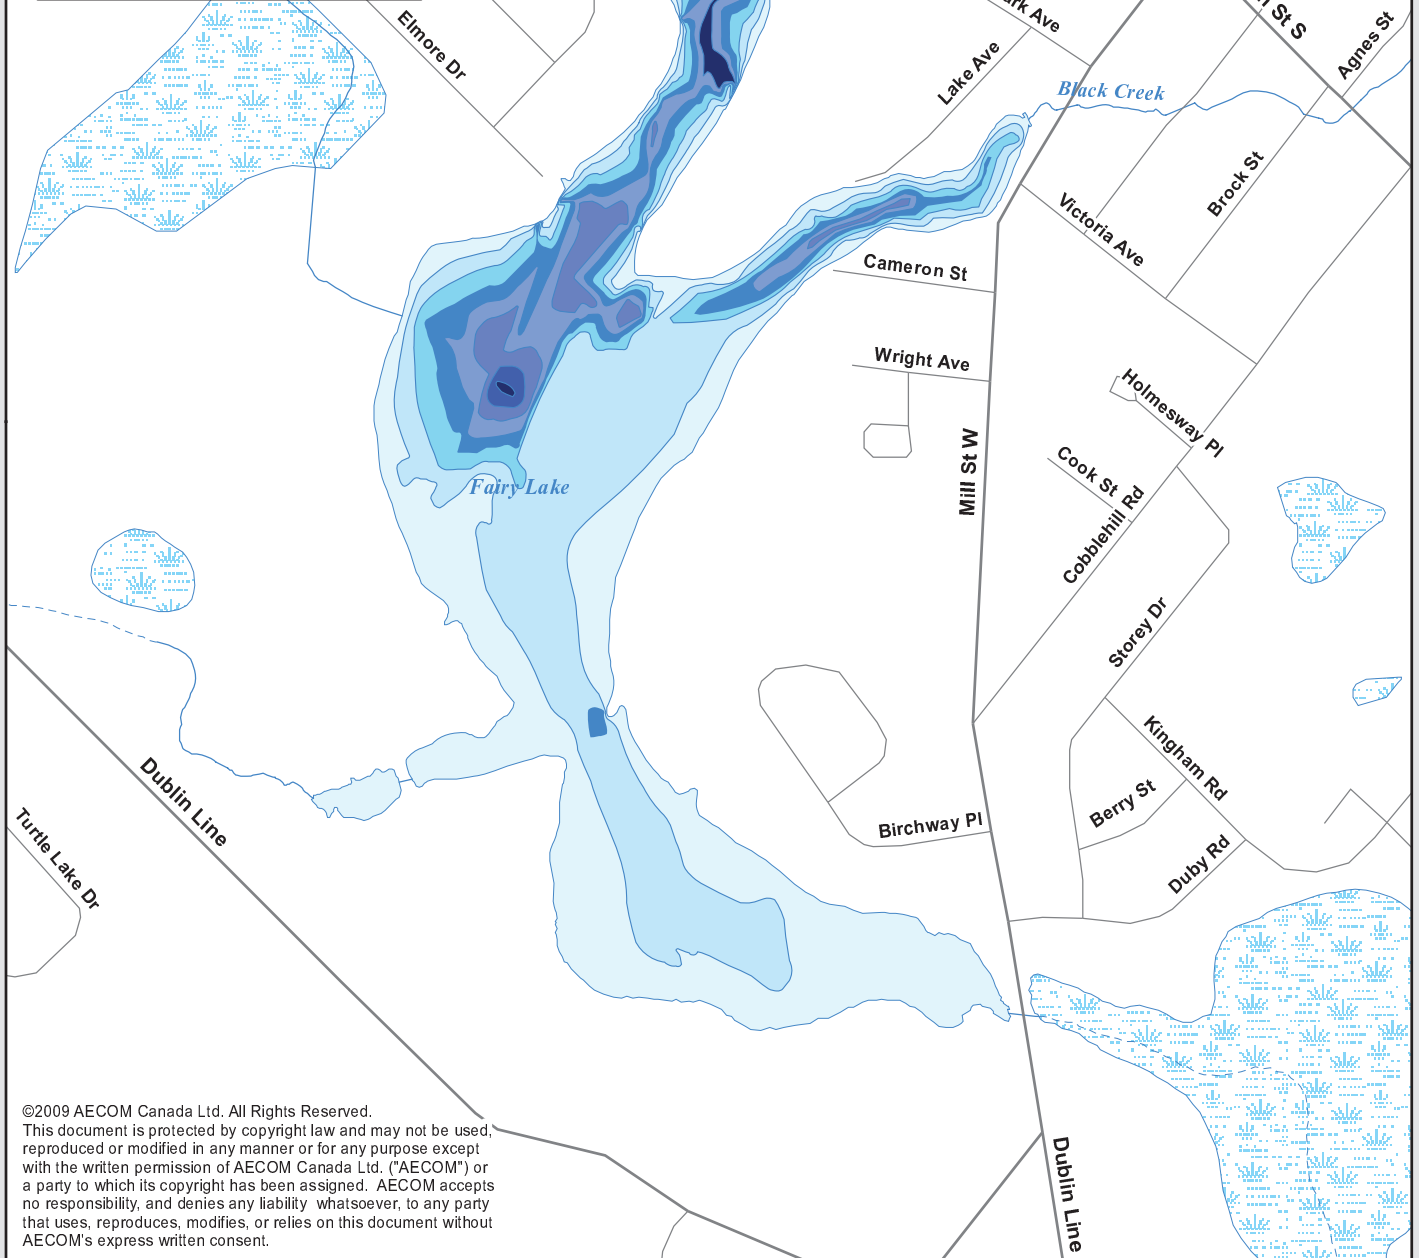 Elmore Dr
Ave
Lake Ave
St S
Agnes St
Black Creek
Brock St
Victoria Ave
Cameron St
Wright Ave
Holmesway Pl
Mill St W
Cook St
Cobblehill Rd
Fairy Lake
Storey Dr
Kingham Rd
Berry St
Birchway Pl
Duby Rd
Dublin Line
Turtle Lake Dr
Dublin Line
©2009 AECOM Canada Ltd. All Rights Reserved.
This document is protected by copyright law and may not be used,
reproduced or modified in any manner or for any purpose except
with the written permission of AECOM Canada Ltd. ("AECOM") or
a party to which its copyright has been assigned. AECOM accepts
no responsibility, and denies any liability whatsoever, to any party
that uses, reproduces, modifies, or relies on this document without
AECOM's express written consent.